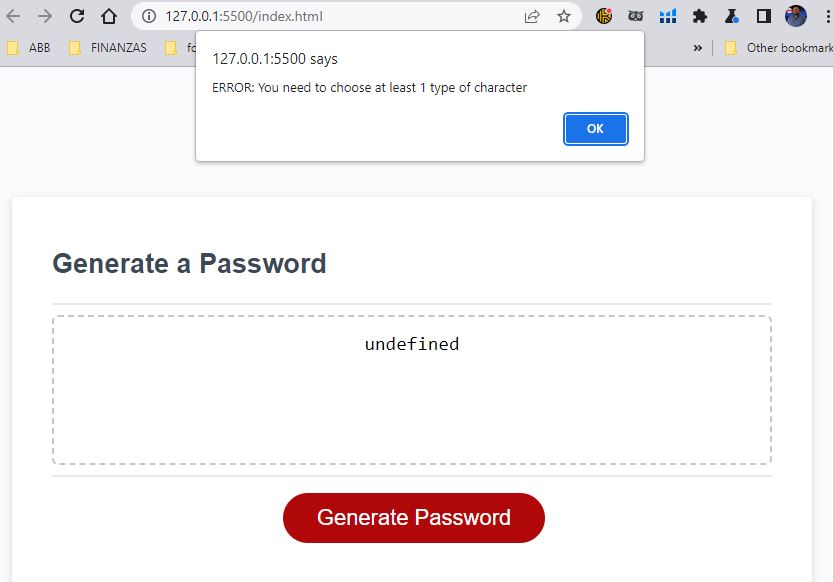 127.0.0.1:5500/index.html
ABB FINANZAS fo » Other bookmark
127.0.0.1:5500 says
ERROR: You need to choose at least 1 type of character
OK
Generate a Password
undefined
Generate Password